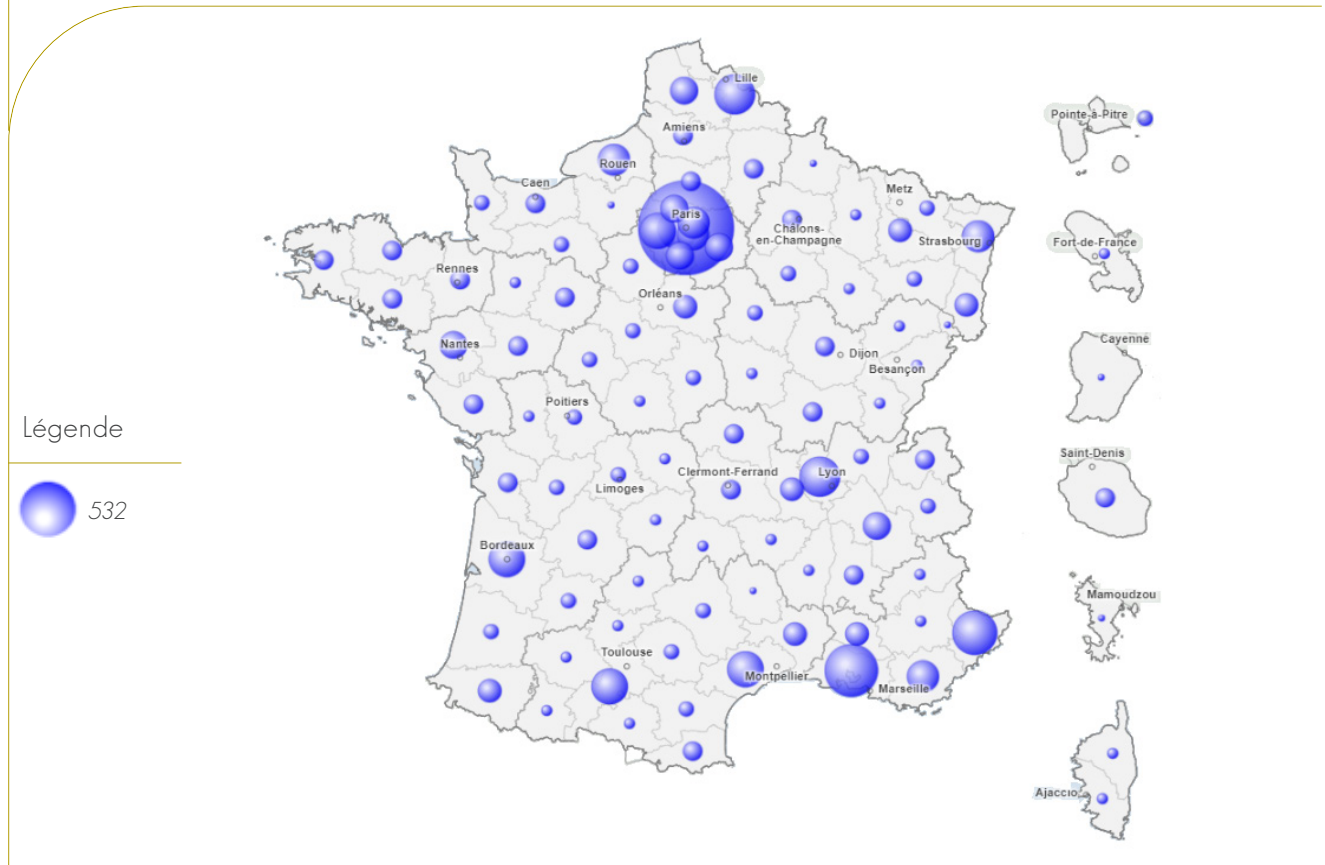 Lille
Pointe-à-Pitre
Amiens
Rouen
Caen
Metz
Paris
Châlons-
en-Champagne
Strasbourg
Fort-de-France
Rennes
Orléans
Nantes
Dijon
Besançon
Cayenne
Poitiers
Légende
532
Clermont-Ferrand
Lyon
Limoges
Saint-Denis
Bordeaux
Mamoudzou
Toulouse
Montpellier
Marseille
Ajaccio